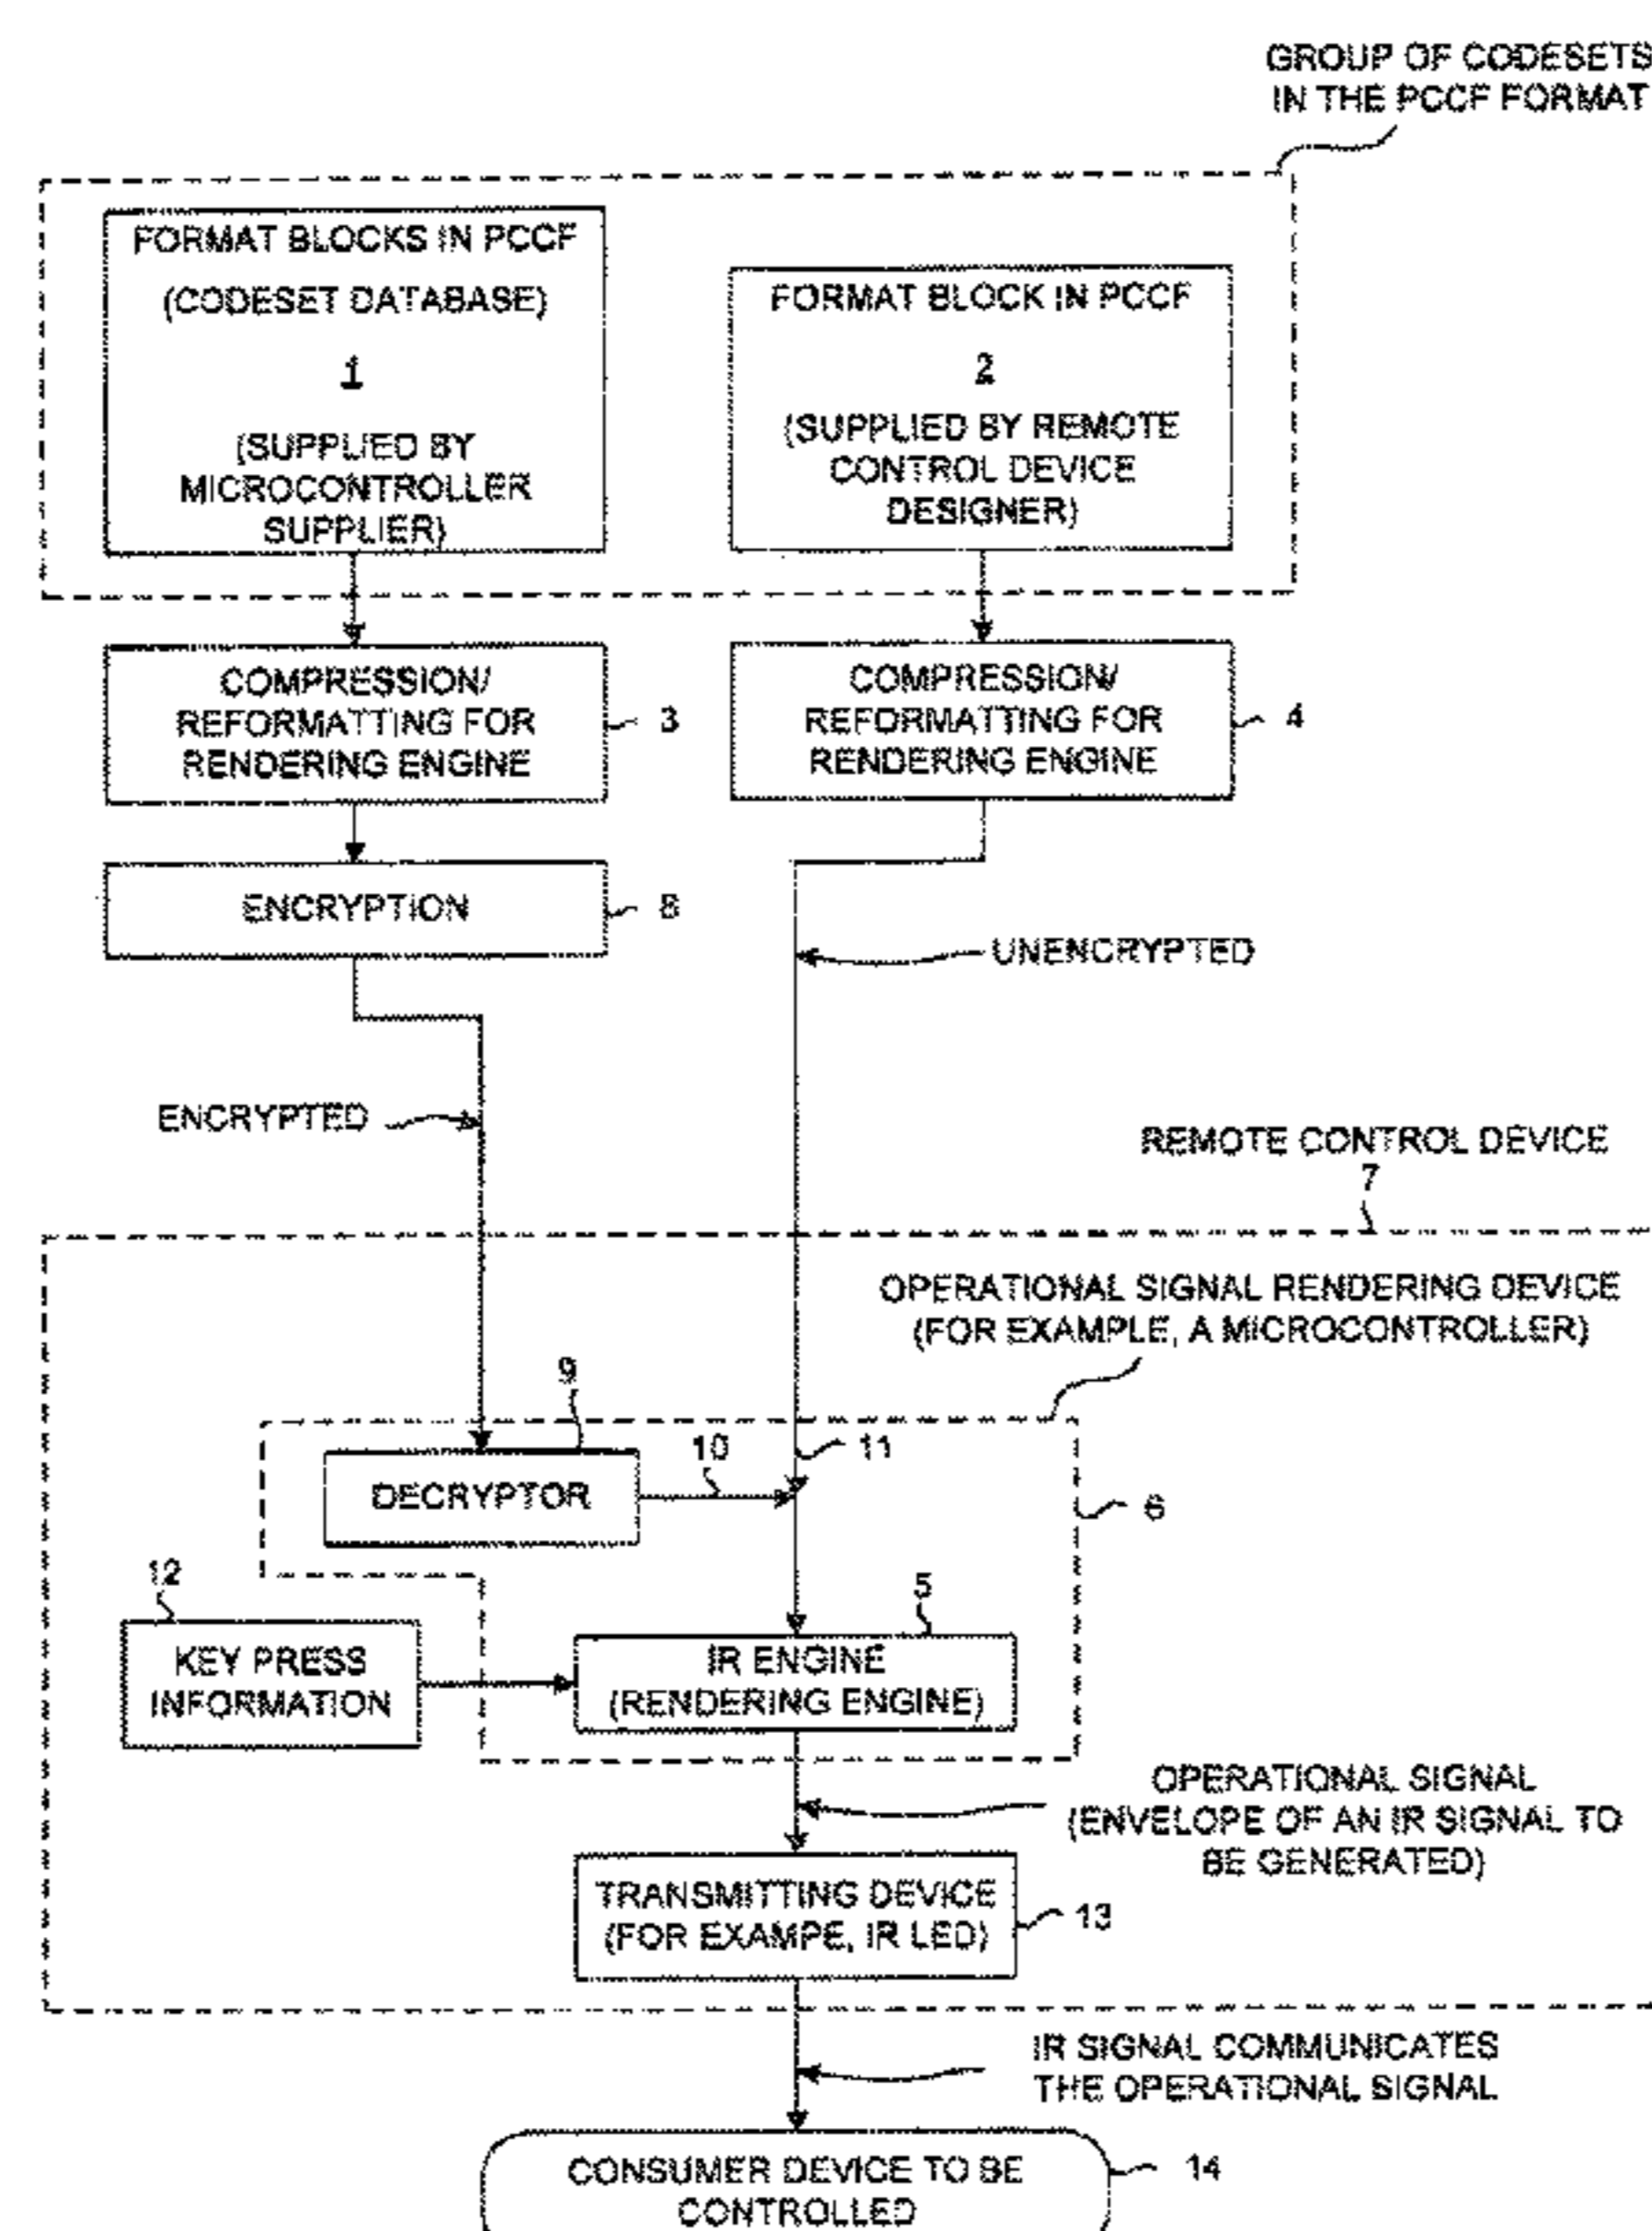 GROUP OF CODESETS
IN THE PCCF FORMAT
FORMAT BLOCKS IN PCCF
(CODESET DATABASE)
1
(SUPPLIED BY
MICROCONTROLLER
SUPPLIER)
FORMAT BLOCK IN PCCF
2
(SUPPLIED BY REMOTE
CONTROL DEVICE
DESIGNER)
COMPRESSION/
REFORMATTING FOR
RENDERING ENGINE
3
COMPRESSION/
REFORMATTING FOR
RENDERING ENGINE
4
ENCRYPTION
8
UNENCRYPTED
ENCRYPTED
REMOTE CONTROL DEVICE
7
OPERATIONAL SIGNAL RENDERING DEVICE
(FOR EXAMPLE, A MICROCONTROLLER)
9
DECRYPTOR
10
11
6
12
KEY PRESS
INFORMATION
5
IR ENGINE
(RENDERING ENGINE)
OPERATIONAL SIGNAL
(ENVELOPE OF AN IR SIGNAL TO
BE GENERATED)
TRANSMITTING DEVICE
(FOR EXAMPE, IR LED)
13
IR SIGNAL COMMUNICATES
THE OPERATIONAL SIGNAL
CONSUMER DEVICE TO BE
CONTROLLED
14